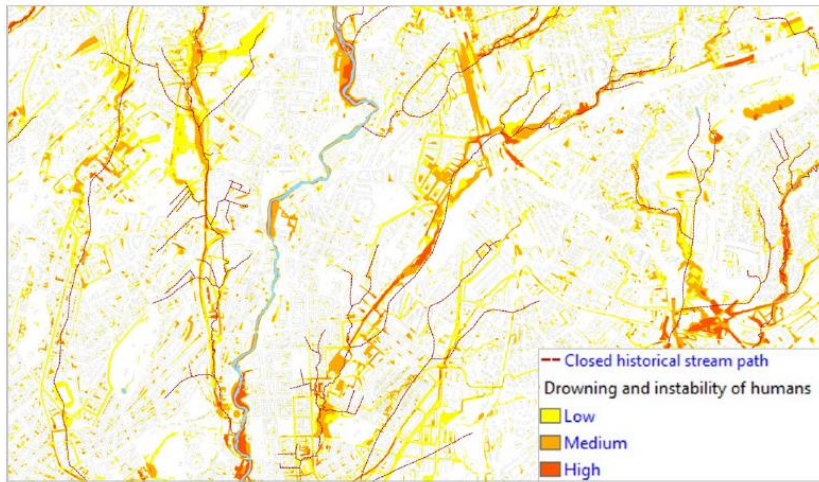 Closed historical stream path
Drowning and instability of humans
Low
Medium
High